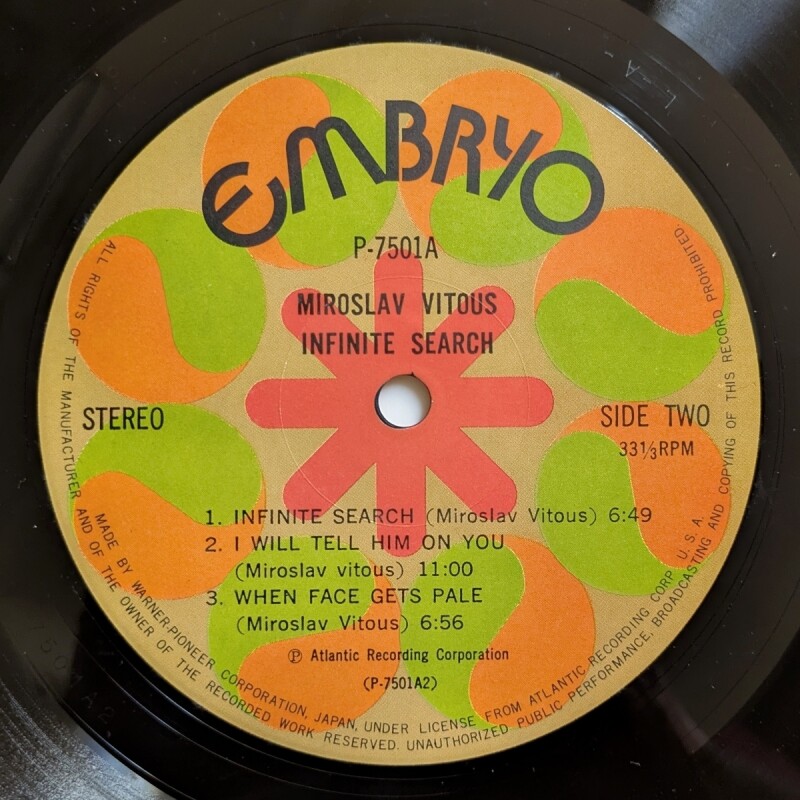 EMBRYO
P-7501A
MIROSLAV VITOUS
INFINITE SEARCH
STEREO
SIDE TWO
33⅓RPM
1. INFINITE SEARCH (Miroslav Vitous) 6:49
2. I WILL TELL HIM ON YOU
(Miroslav vitous) 11:00
3. WHEN FACE GETS PALE
(Miroslav Vitous) 6:56
Ⓟ Atlantic Recording Corporation
(P-7501A2)
MADE BY WARNER-PIONEER CORPORATION, JAPAN, UNDER LICENSE FROM ATLANTIC RECORDING CORP. U.S.A.
ALL RIGHTS OF THE MANUFACTURER AND OF THE OWNER OF THE RECORDED WORK RESERVED. UNAUTHORIZED PUBLIC PERFORMANCE, BROADCASTING AND COPYING OF THIS RECORD PROHIBITED.